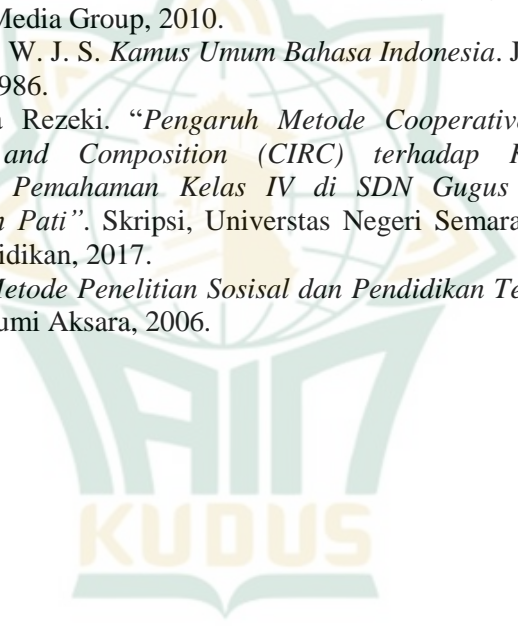 Media Group, 2010.
W. J. S. Kamus Umum Bahasa Indonesia. J
986.
Rezeki. “Pengaruh Metode Cooperative
and Composition (CIRC) terhadap
Pemahaman Kelas IV di SDN Gugus
Pati”. Skripsi, Universtas Negeri Semara
idikan, 2017.
Metode Penelitian Sosisal dan Pendidikan Te
umi Aksara, 2006.
IAIN
KUDUS